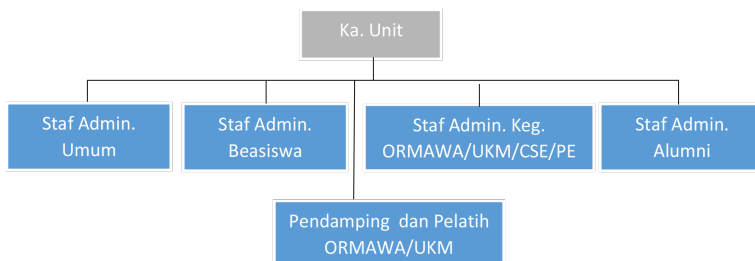 Ka. Unit
Staf Admin.
Umum
Staf Admin.
Beasiswa
Staf Admin. Keg.
ORMAWA/UKM/CSE/PE
Staf Admin.
Alumni
Pendamping  dan Pelatih
ORMAWA/UKM